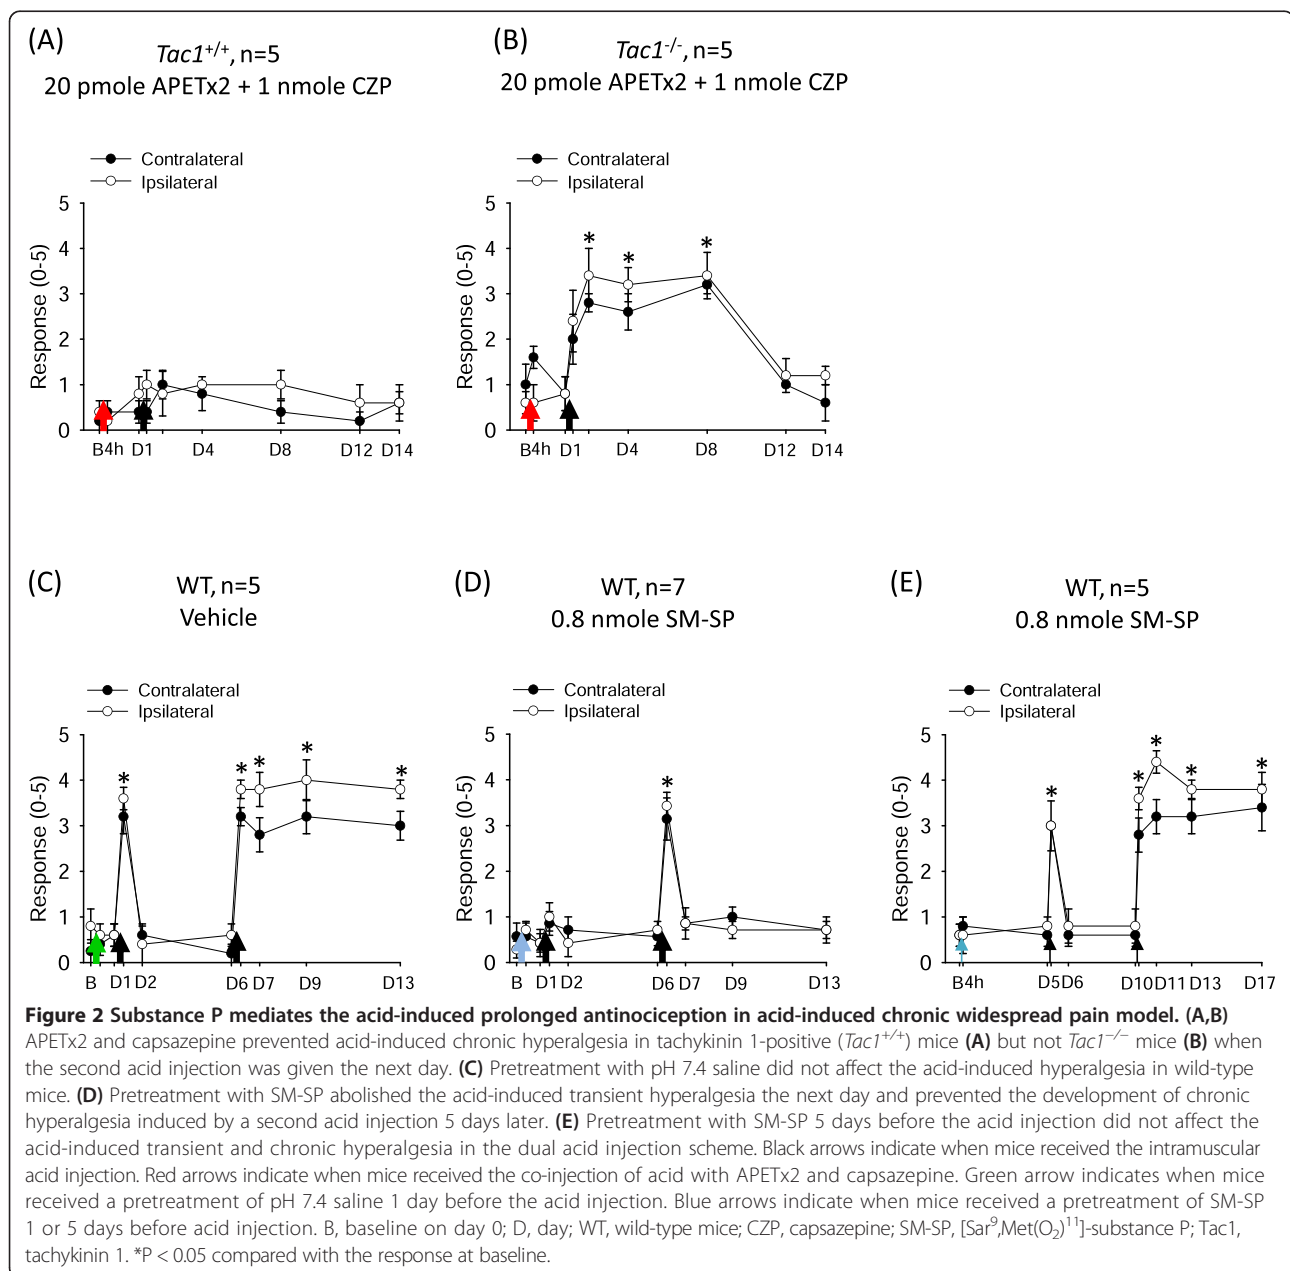 (A)
Tac1+/+, n=5
20 pmole APETx2 + 1 nmole CZP
Contralateral
Ipsilateral
Response (0-5)
5
4
3
2
1
0
B4h D1 D4 D8 D12 D14
(B)
Tac1-/-, n=5
20 pmole APETx2 + 1 nmole CZP
Contralateral
Ipsilateral
Response (0-5)
5
4
3
2
1
0
* * *
B4h D1 D4 D8 D12 D14
(C)
WT, n=5
Vehicle
Contralateral
Ipsilateral
Response (0-5)
5
4
3
2
1
0
* * * * *
B D1 D2 D6 D7 D9 D13
(D)
WT, n=7
0.8 nmole SM-SP
Contralateral
Ipsilateral
Response (0-5)
5
4
3
2
1
0
*
B D1 D2 D6 D7 D9 D13
(E)
WT, n=5
0.8 nmole SM-SP
Contralateral
Ipsilateral
Response (0-5)
5
4
3
2
1
0
* * * * *
B4h D5D6 D10D11D13 D17
Figure 2 Substance P mediates the acid-induced prolonged antinociception in acid-induced chronic widespread pain model. (A,B)
APETx2 and capsazepine prevented acid-induced chronic hyperalgesia in tachykinin 1-positive (Tac1+/+) mice (A) but not Tac1−/− mice (B) when
the second acid injection was given the next day. (C) Pretreatment with pH 7.4 saline did not affect the acid-induced hyperalgesia in wild-type
mice. (D) Pretreatment with SM-SP abolished the acid-induced transient hyperalgesia the next day and prevented the development of chronic
hyperalgesia induced by a second acid injection 5 days later. (E) Pretreatment with SM-SP 5 days before the acid injection did not affect the
acid-induced transient and chronic hyperalgesia in the dual acid injection scheme. Black arrows indicate when mice received the intramuscular
acid injection. Red arrows indicate when mice received the co-injection of acid with APETx2 and capsazepine. Green arrow indicates when mice
received a pretreatment of pH 7.4 saline 1 day before the acid injection. Blue arrows indicate when mice received a pretreatment of SM-SP
1 or 5 days before acid injection. B, baseline on day 0; D, day; WT, wild-type mice; CZP, capsazepine; SM-SP, [Sar9,Met(O2)11]-substance P; Tac1,
tachykinin 1. *P < 0.05 compared with the response at baseline.